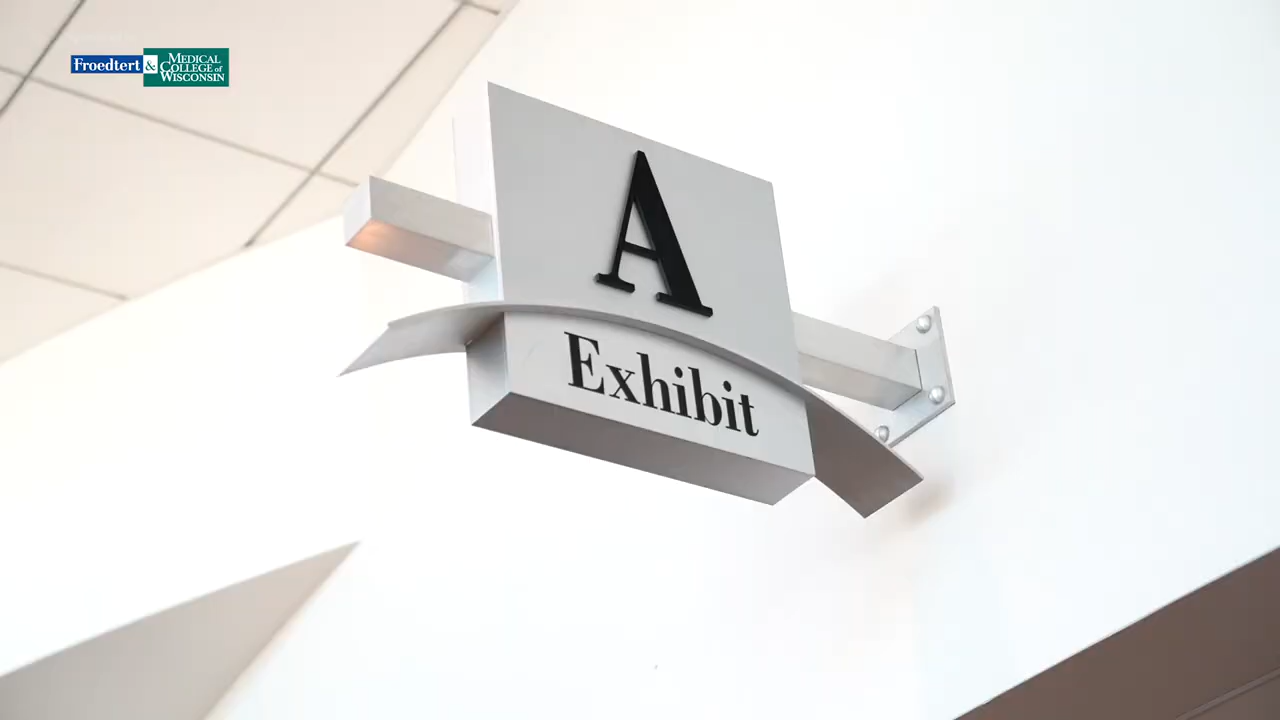 Froedtert & MEDICAL
COLLEGE of
WISCONSIN
A
Exhibit